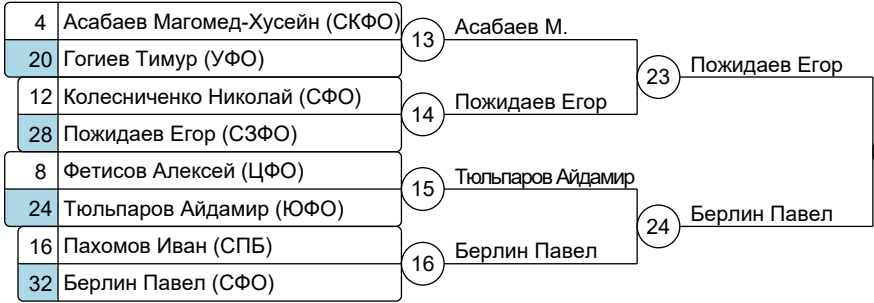 4 Асабаев Магомед-Хусейн (СКФО)
20 Гогиев Тимур (УФО)
12 Колесниченко Николай (СФО)
28 Пожидаев Егор (СЗФО)
8 Фетисов Алексей (ЦФО)
24 Тюльпаров Айдамир (ЮФО)
16 Пахомов Иван (СПБ)
32 Берлин Павел (СФО)
13 Асабаев М.
14 Пожидаев Егор
15 Тюльпаров Айдамир
16 Берлин Павел
23 Пожидаев Егор
24 Берлин Павел